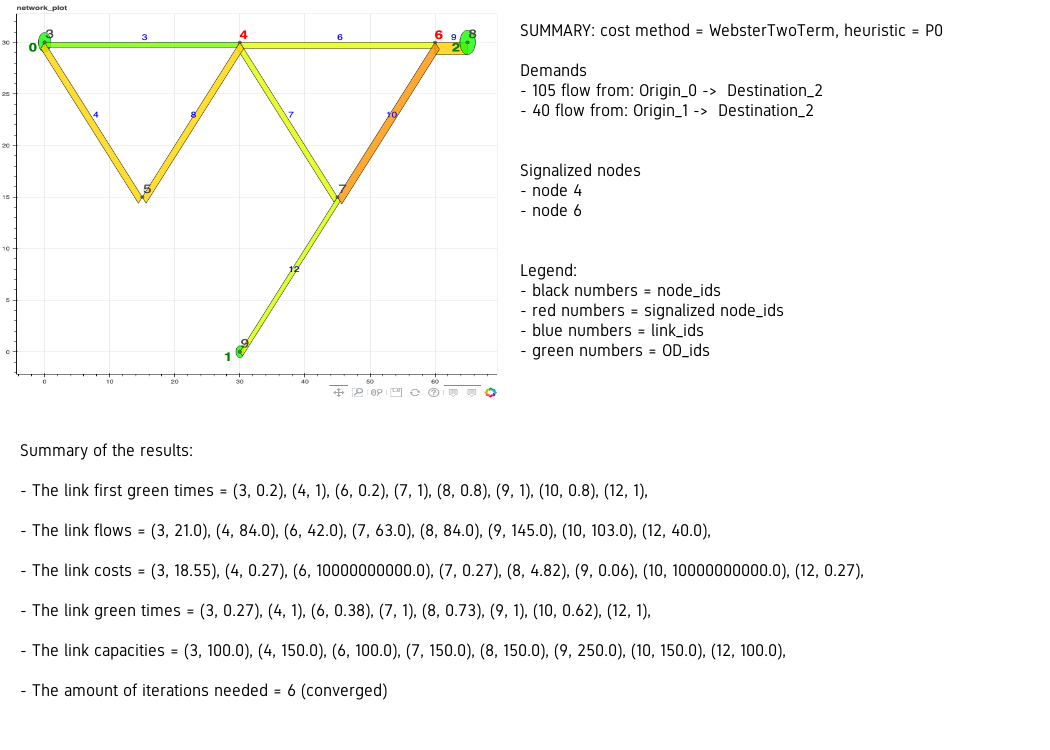 network_plot
3
8
4
6
0
2
3
6
9
30
25
4
8
7
10
20
5
7
15
10
12
5
9
1
0
0 10 20 30 40 50 60
SUMMARY: cost method = WebsterTwoTerm, heuristic = P0
Demands
- 105 flow from: Origin_0 -> Destination_2
- 40 flow from: Origin_1 -> Destination_2
Signalized nodes
- node 4
- node 6
Legend:
- black numbers = node_ids
- red numbers = signalized node_ids
- blue numbers = link_ids
- green numbers = OD_ids
Summary of the results:
- The link first green times = (3, 0.2), (4, 1), (6, 0.2), (7, 1), (8, 0.8), (9, 1), (10, 0.8), (12, 1),
- The link flows = (3, 21.0), (4, 84.0), (6, 42.0), (7, 63.0), (8, 84.0), (9, 145.0), (10, 103.0), (12, 40.0),
- The link costs = (3, 18.55), (4, 0.27), (6, 10000000000.0), (7, 0.27), (8, 4.82), (9, 0.06), (10, 10000000000.0), (12, 0.27),
- The link green times = (3, 0.27), (4, 1), (6, 0.38), (7, 1), (8, 0.73), (9, 1), (10, 0.62), (12, 1),
- The link capacities = (3, 100.0), (4, 150.0), (6, 100.0), (7, 150.0), (8, 150.0), (9, 250.0), (10, 150.0), (12, 100.0),
- The amount of iterations needed = 6 (converged)